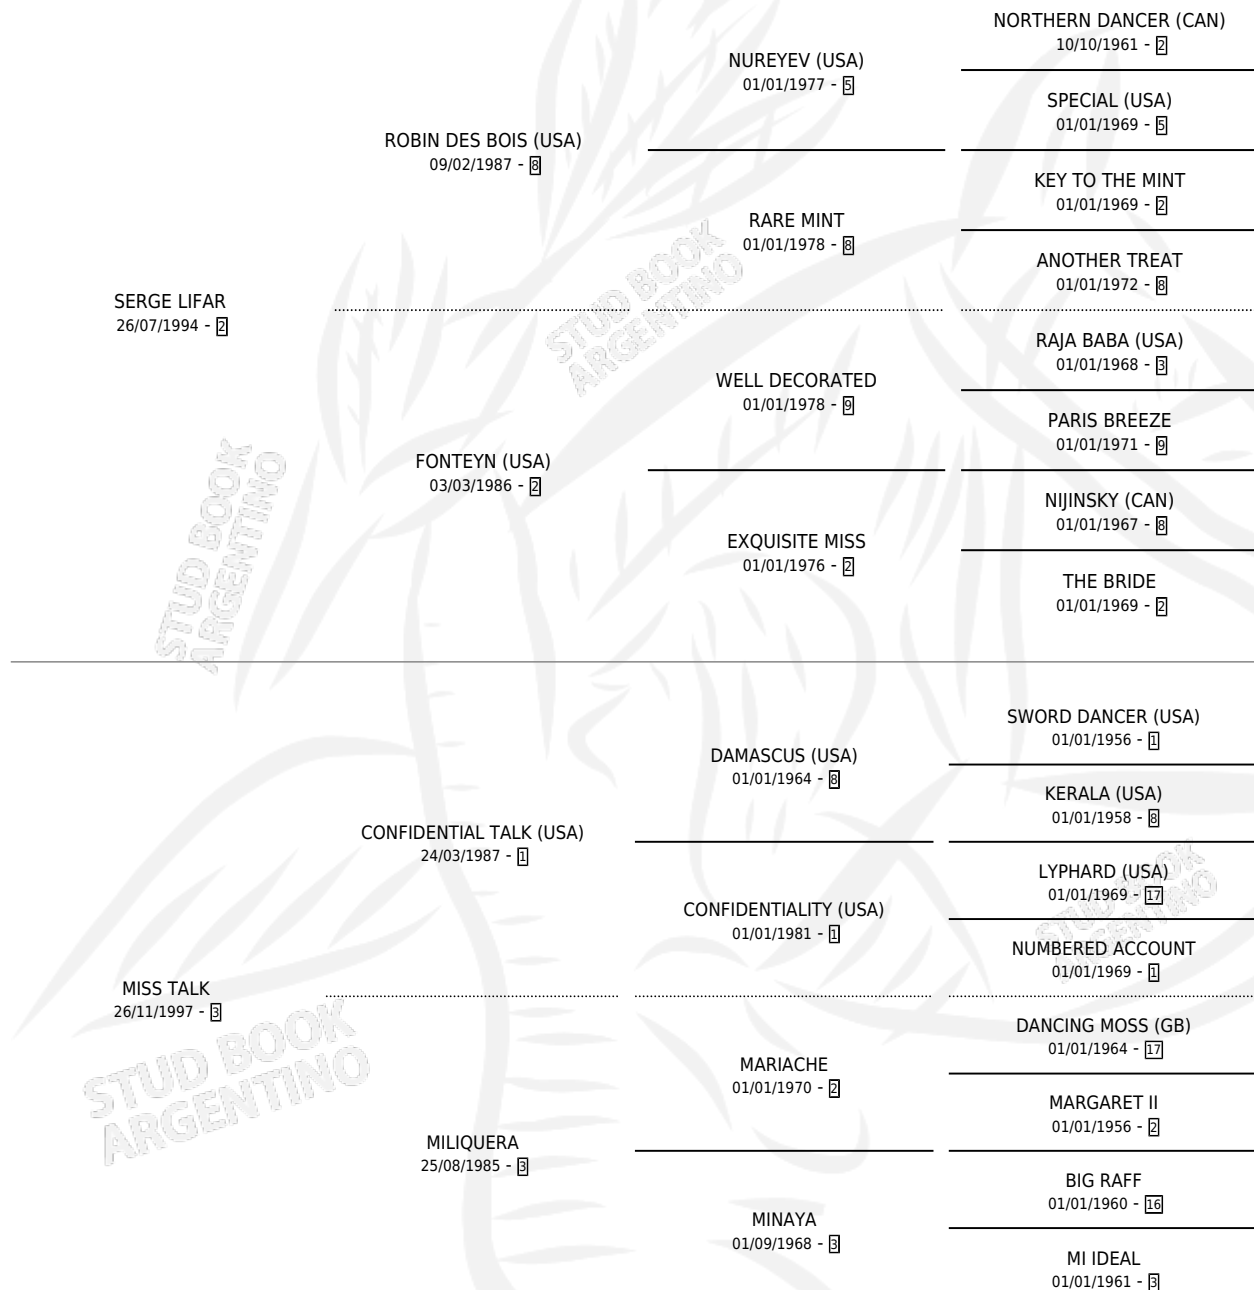 NORTHERN DANCER (CAN)
10/10/1961 - 2
NUREYEV (USA)
01/01/1977 - 5
SPECIAL (USA)
01/01/1969 - 5
ROBIN DES BOIS (USA)
09/02/1987 - 8
KEY TO THE MINT
01/01/1969 - 2
RARE MINT
01/01/1978 - 8
ANOTHER TREAT
01/01/1972 - 8
SERGE LIFAR
26/07/1994 - 2
STUD BOOK
ARGENTINO
RAJA BABA (USA)
01/01/1968 - 3
WELL DECORATED
01/01/1978 - 9
PARIS BREEZE
01/01/1971 - 9
FONTEYN (USA)
03/03/1986 - 2
NIJINSKY (CAN)
01/01/1967 - 8
EXQUISITE MISS
01/01/1976 - 2
THE BRIDE
01/01/1969 - 2
STUD BOOK
ARGENTINO
SWORD DANCER (USA)
01/01/1956 - 1
DAMASCUS (USA)
01/01/1964 - 8
KERALA (USA)
01/01/1958 - 8
CONFIDENTIAL TALK (USA)
24/03/1987 - 1
LYPHARD (USA)
01/01/1969 - 17
CONFIDENTIALITY (USA)
01/01/1981 - 1
NUMBERED ACCOUNT
01/01/1969 - 1
STUD BOOK
ARGENTINO
MISS TALK
26/11/1997 - 3
DANCING MOSS (GB)
01/01/1964 - 17
MARIACHE
01/01/1970 - 2
MARGARET II
01/01/1956 - 2
STUD BOOK
ARGENTINO
MILIQUERA
25/08/1985 - 3
BIG RAFF
01/01/1960 - 16
MINAYA
01/09/1968 - 3
MI IDEAL
01/01/1961 - 3